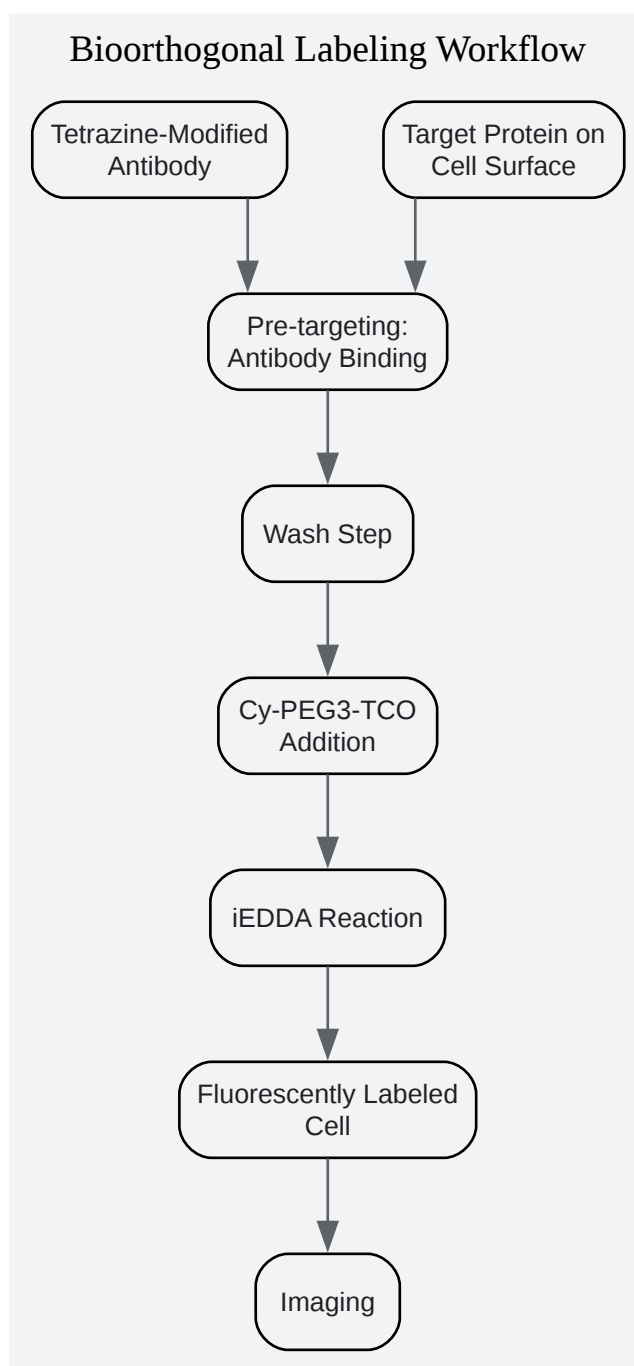 Bioorthogonal Labeling Workflow
Tetrazine-Modified
Antibody
Target Protein on
Cell Surface
Pre-targeting:
Antibody Binding
Wash Step
Cy-PEG3-TCO
Addition
iEDDA Reaction
Fluorescently Labeled
Cell
Imaging